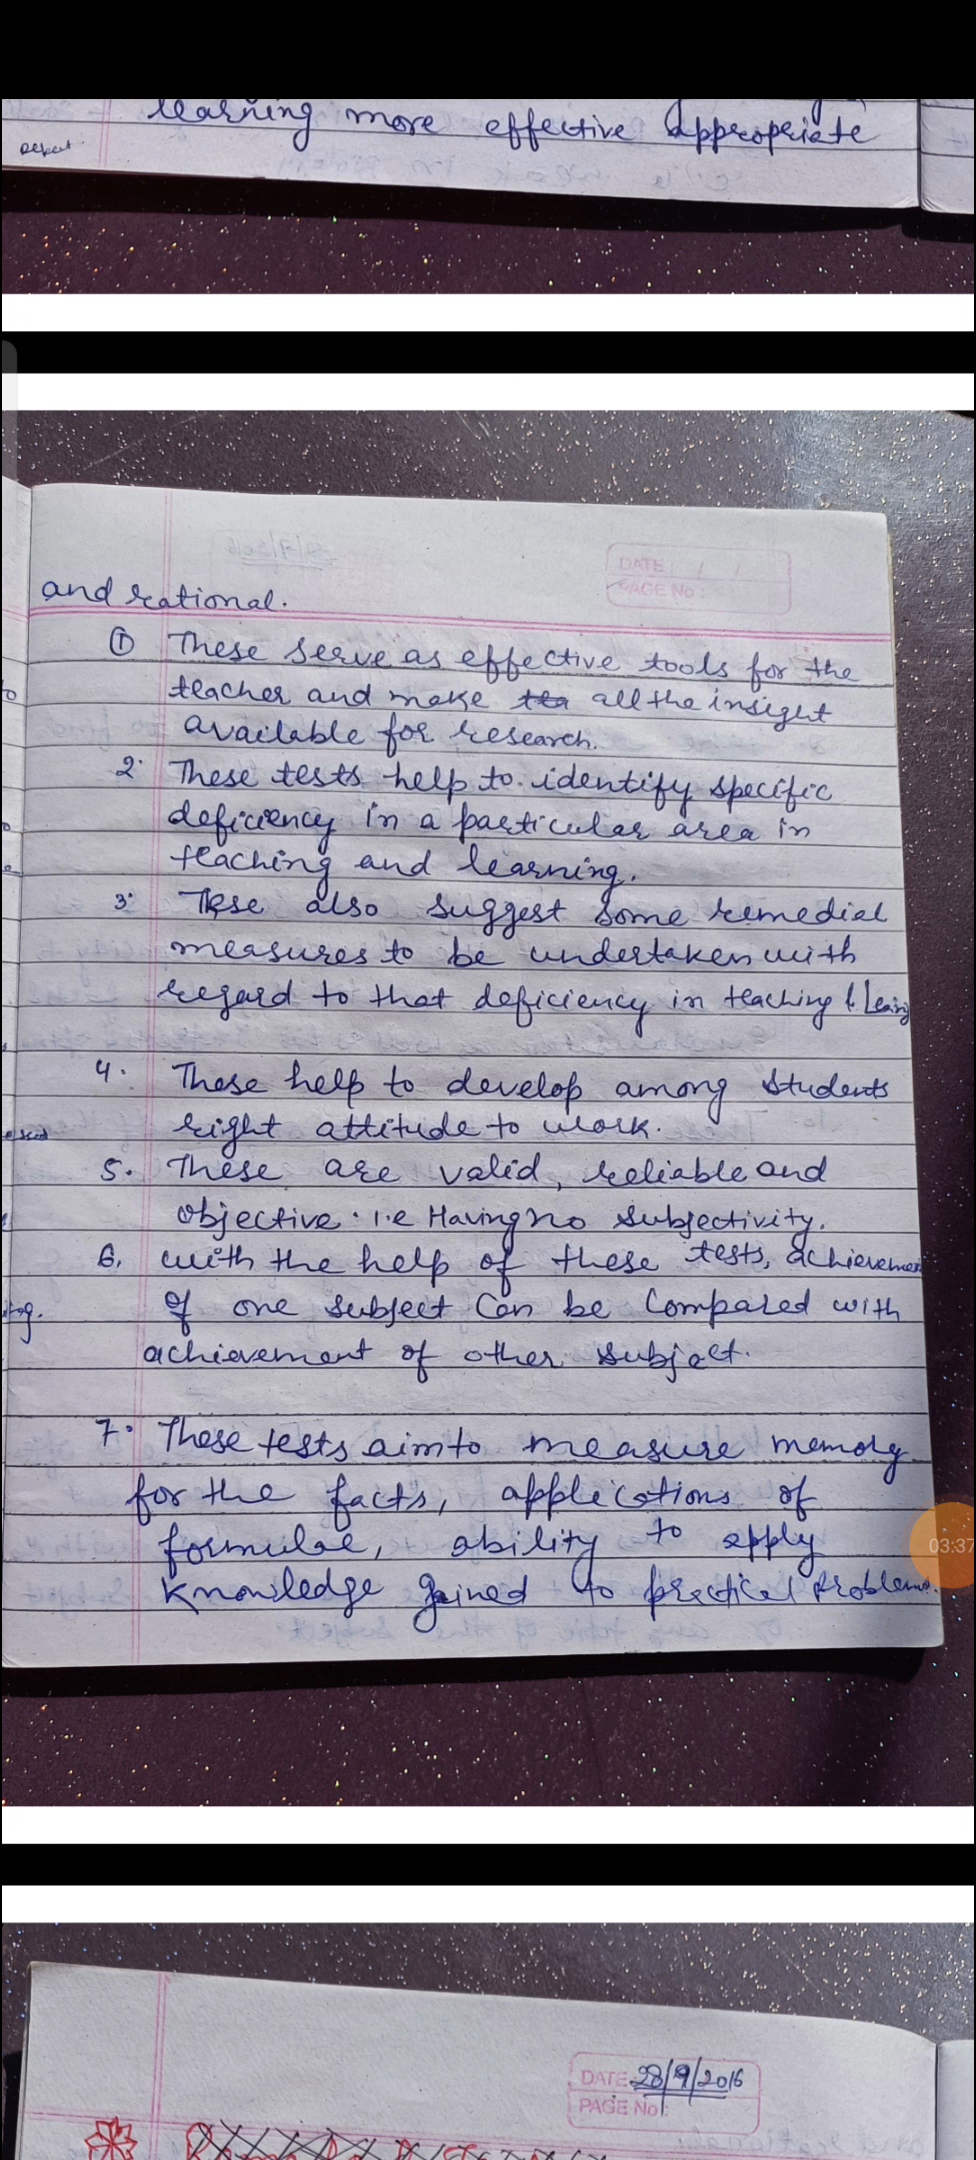 learning more effective appropriate
and rational.
① These serve as effective tools for the
teacher and make all the insight
available for research.
2. These tests help to identify specific
deficiency in a particular area in
teaching and learning.
3. These also suggest some remedial
measures to be undertaken with
regard to that deficiency in teaching &
4. These help to develop among students
right attitude to work.
5. These are valid, reliable and
objective. i.e Having no subjectivity.
6. with the help of these tests, achievemen
of one subject can be compared with
achievement of other subject.
7. These tests aim to measure memory
for the facts, applications of
formulae, ability to apply
knowledge gained to practical problems.
DATE / /
PAGE No:
03:37
DATE 28/9/2016
PAGE No: